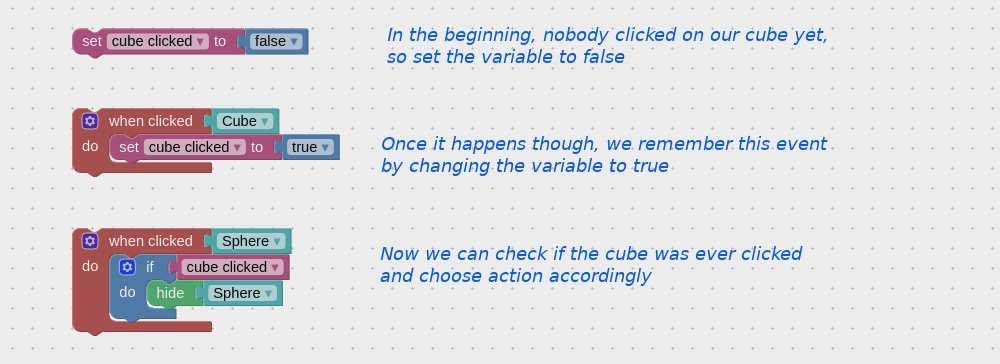 set cube clicked to false
In the beginning, nobody clicked on our cube yet,
so set the variable to false
when clicked Cube
do set cube clicked to true
Once it happens though, we remember this event
by changing the variable to true
when clicked Sphere
do if cube clicked
do hide Sphere
Now we can check if the cube was ever clicked
and choose action accordingly